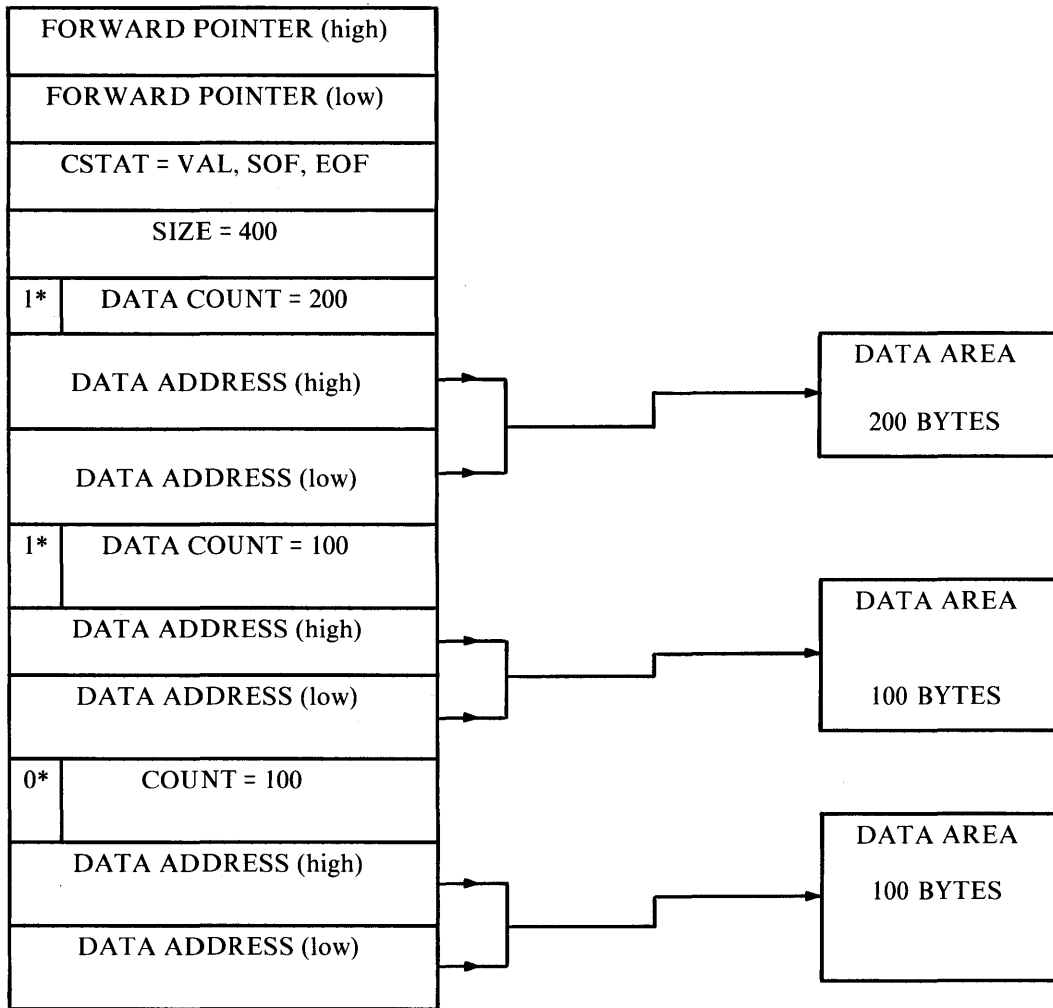 FORWARD POINTER (high)
FORWARD POINTER (low)
CSTAT = VAL, SOF, EOF
SIZE = 400
1* DATA COUNT = 200
DATA ADDRESS (high)
DATA ADDRESS (low)
DATA AREA
200 BYTES
1* DATA COUNT = 100
DATA ADDRESS (high)
DATA ADDRESS (low)
DATA AREA
100 BYTES
0* COUNT = 100
DATA ADDRESS (high)
DATA ADDRESS (low)
DATA AREA
100 BYTES